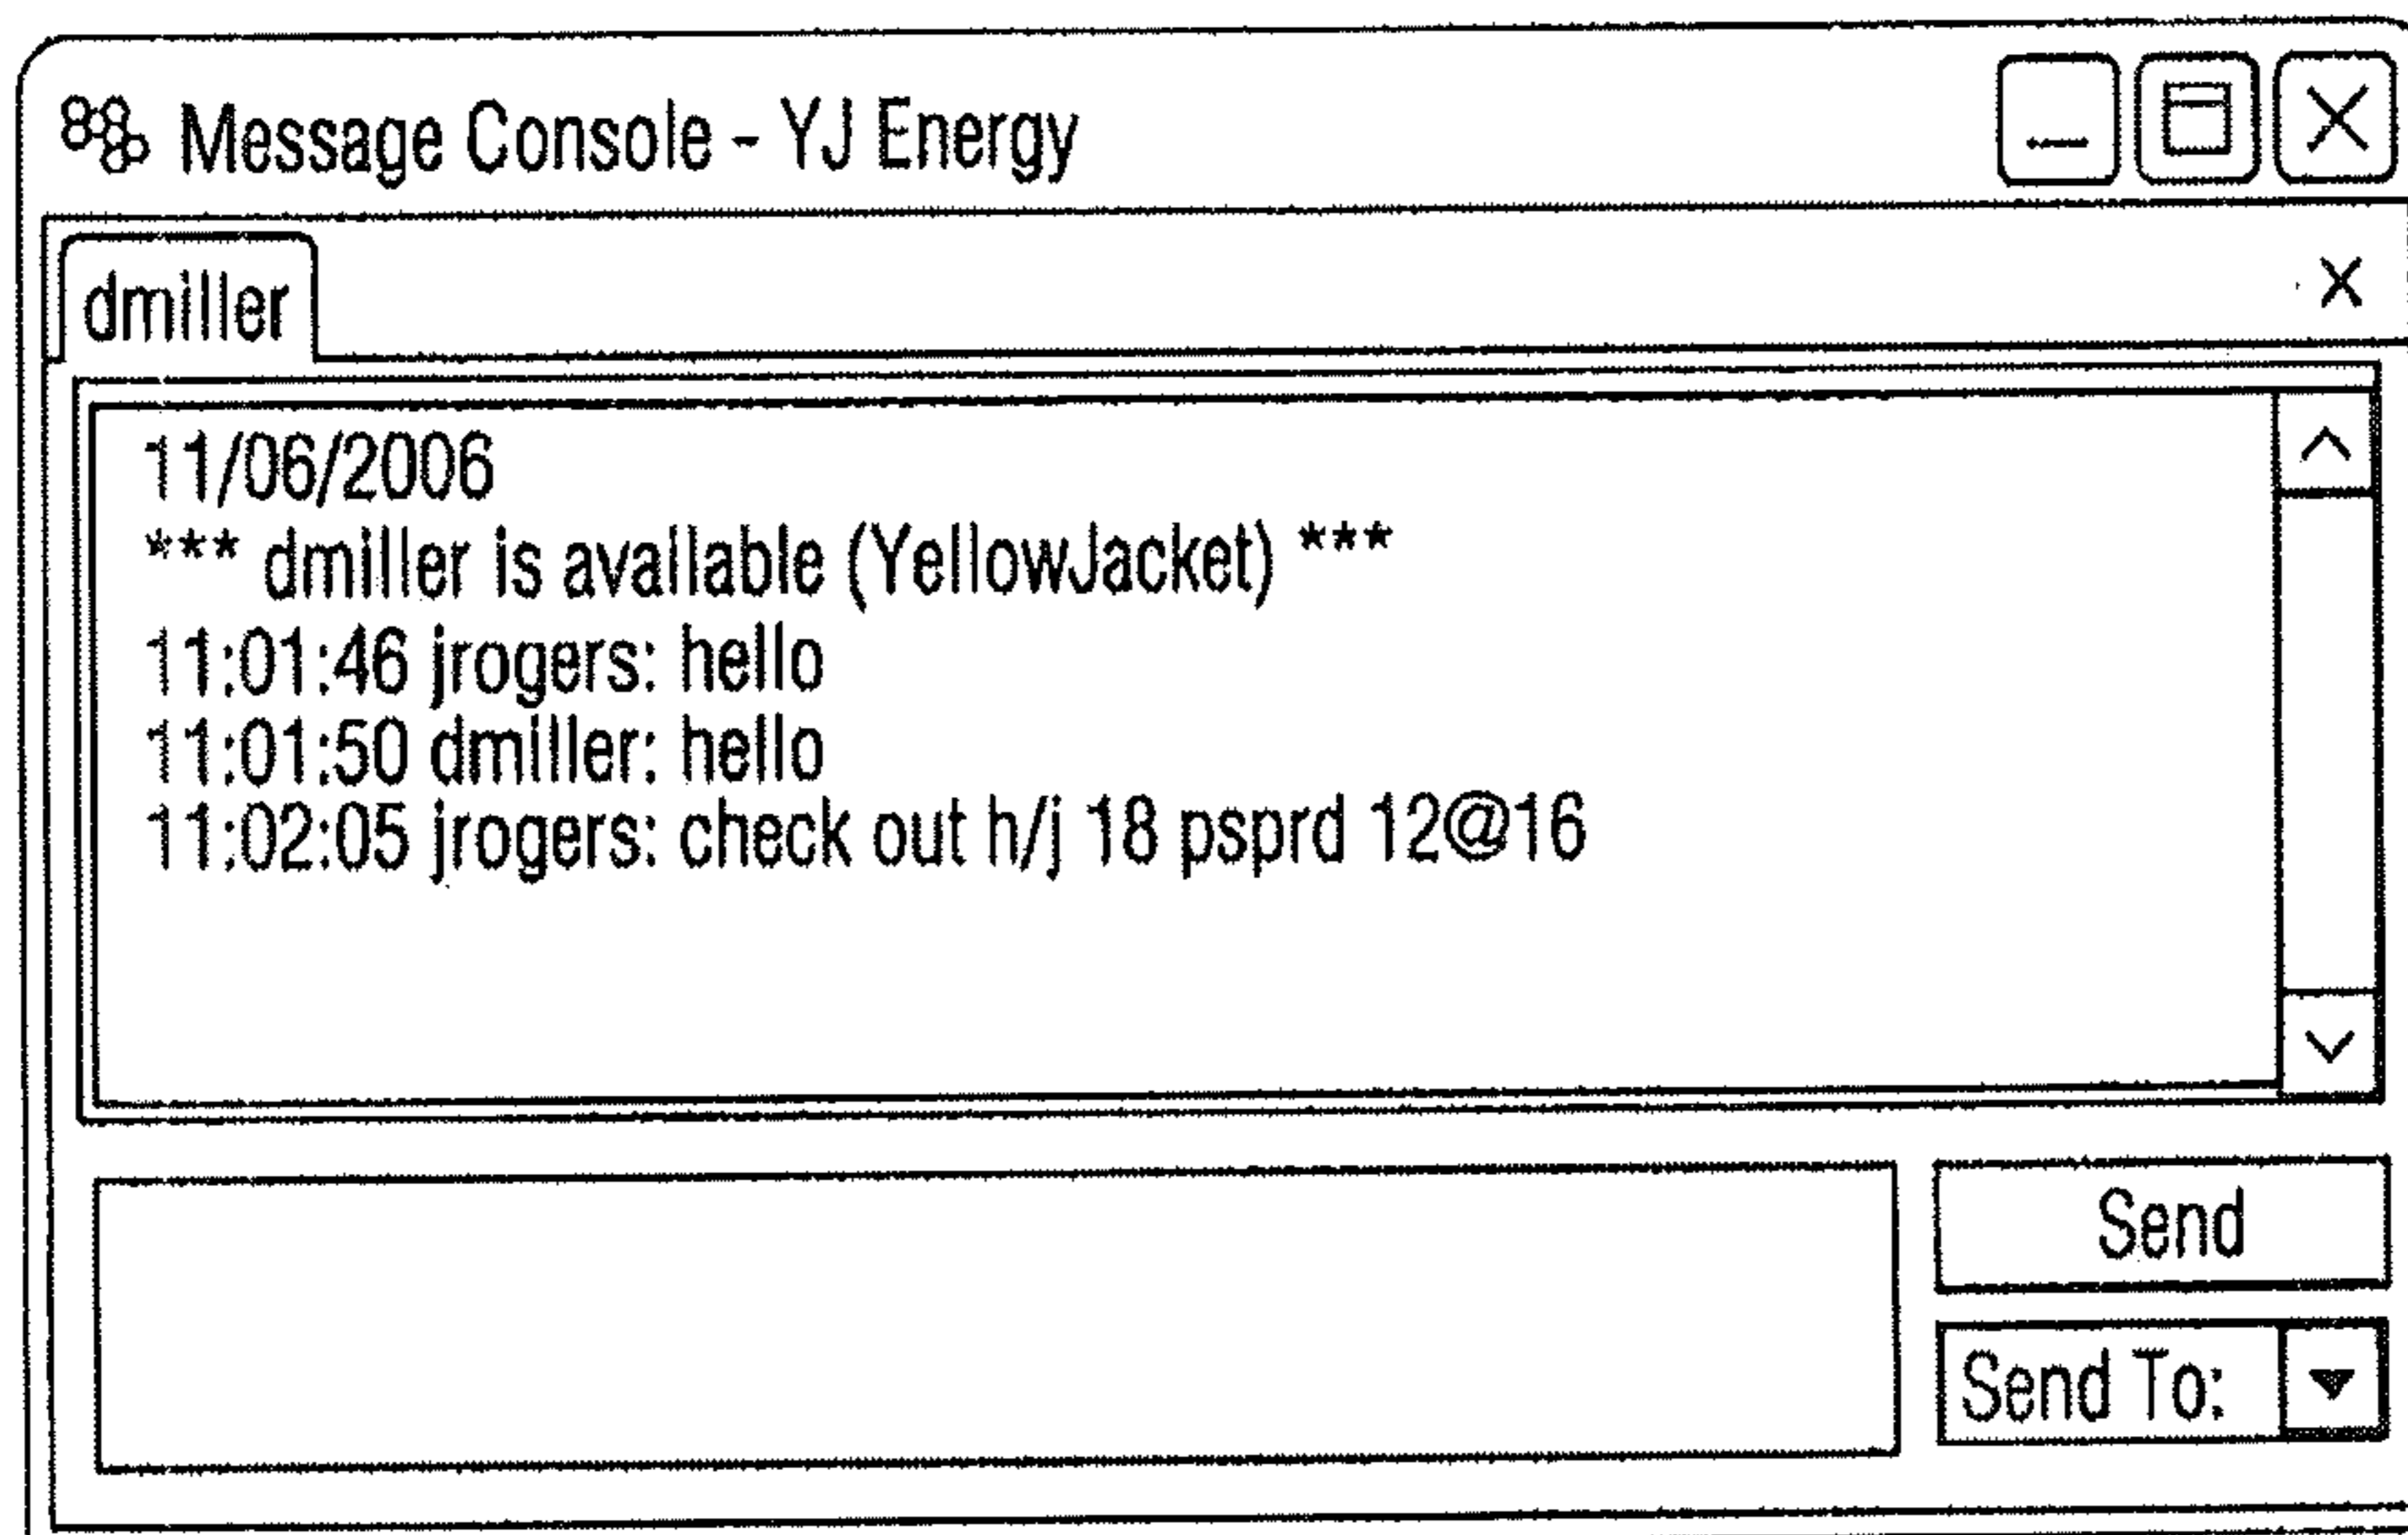 Message Console - YJ Energy
dmiller
11/06/2006
*** dmiller is available (YellowJacket) ***
11:01:46 jrogers: hello
11:01:50 dmiller: hello
11:02:05 jrogers: check out h/j 18 psprd 12@16
Send
Send To: